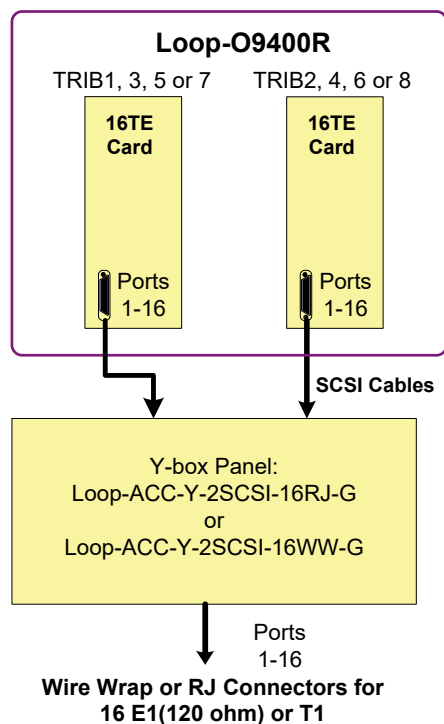 Loop-O9400R
TRIB1, 3, 5 or 7
TRIB2, 4, 6 or 8
16TE
Card
16TE
Card
Ports
1-16
Ports
1-16
SCSI Cables
Y-box Panel:
Loop-ACC-Y-2SCSI-16RJ-G
or
Loop-ACC-Y-2SCSI-16WW-G
Ports
1-16
Wire Wrap or RJ Connectors for
16 E1(120 ohm) or T1